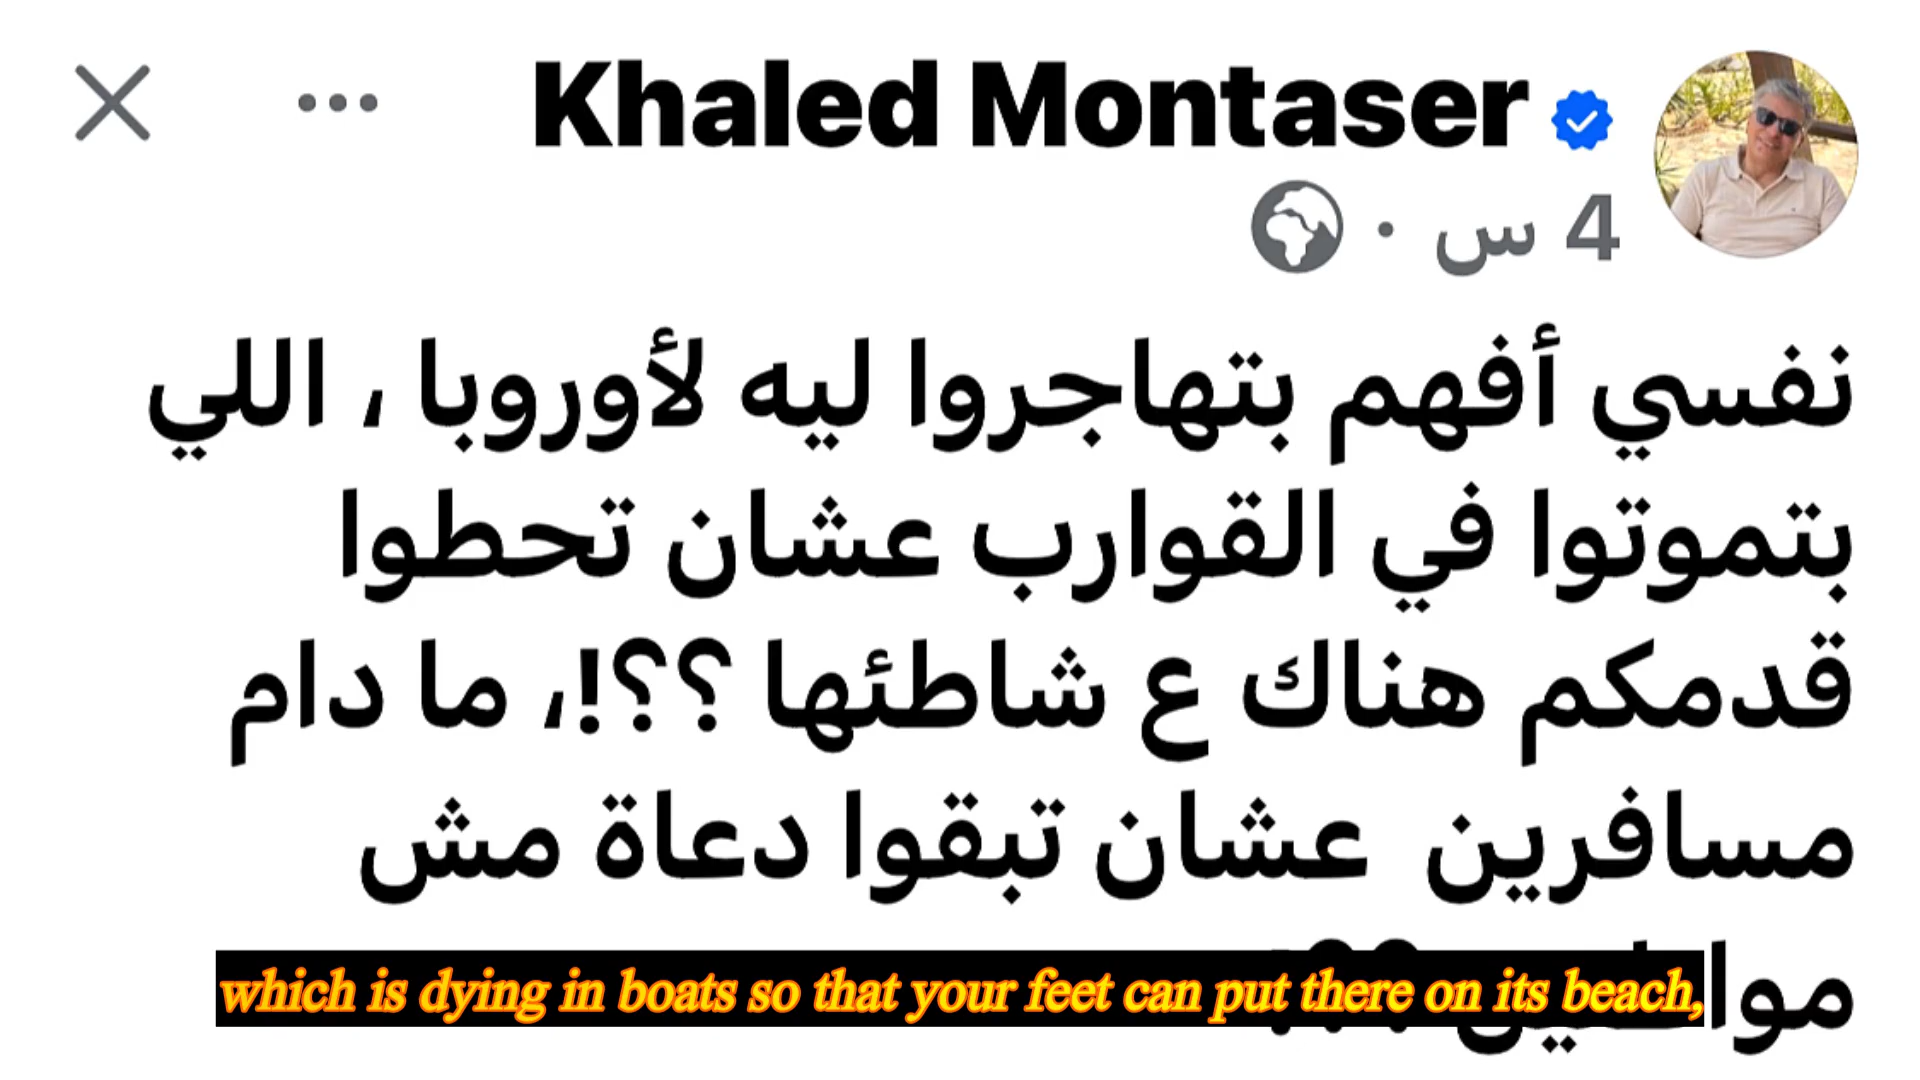 Khaled Montaser
4 س ·
نفسي أفهم بتهاجروا ليه لأوروبا ، اللي
بتموتوا في القوارب عشان تحطوا
قدمكم هناك ع شاطئها ؟؟!، ما دام
مسافرين  عشان تبقوا دعاة مش
which is dying in boats so that your feet can put there on its beach,